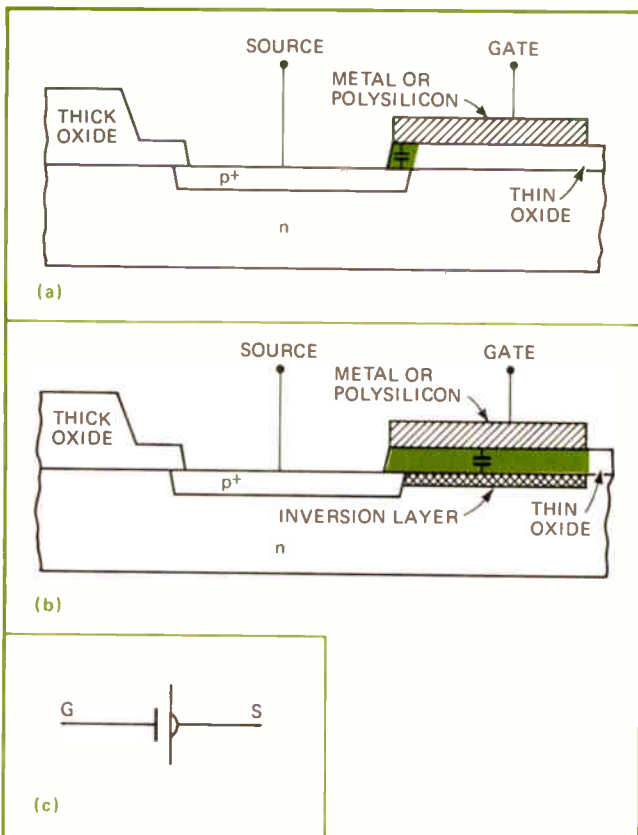 SOURCE
GATE
METAL OR
POLYSILICON
THICK
OXIDE
p+
THIN
OXIDE
n
(a)
SOURCE
GATE
METAL OR
POLYSILICON
THICK
OXIDE
p+
INVERSION LAYER
THIN
OXIDE
n
(b)
G
S
(c)